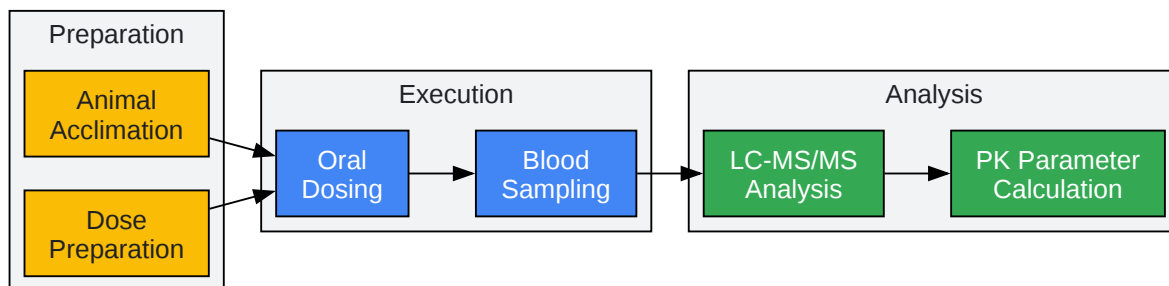 Preparation
Animal
Acclimation
Dose
Preparation
Execution
Oral
Dosing
Blood
Sampling
Analysis
LC-MS/MS
Analysis
PK Parameter
Calculation